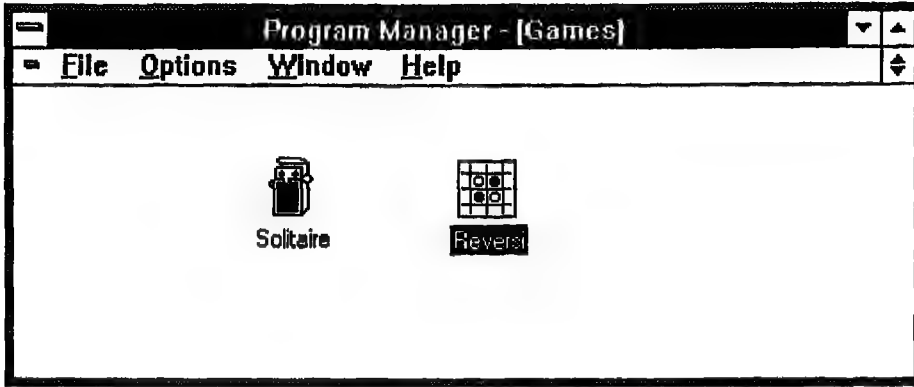 Program Manager - [Games]
File Options Window Help
Solitaire Reversi